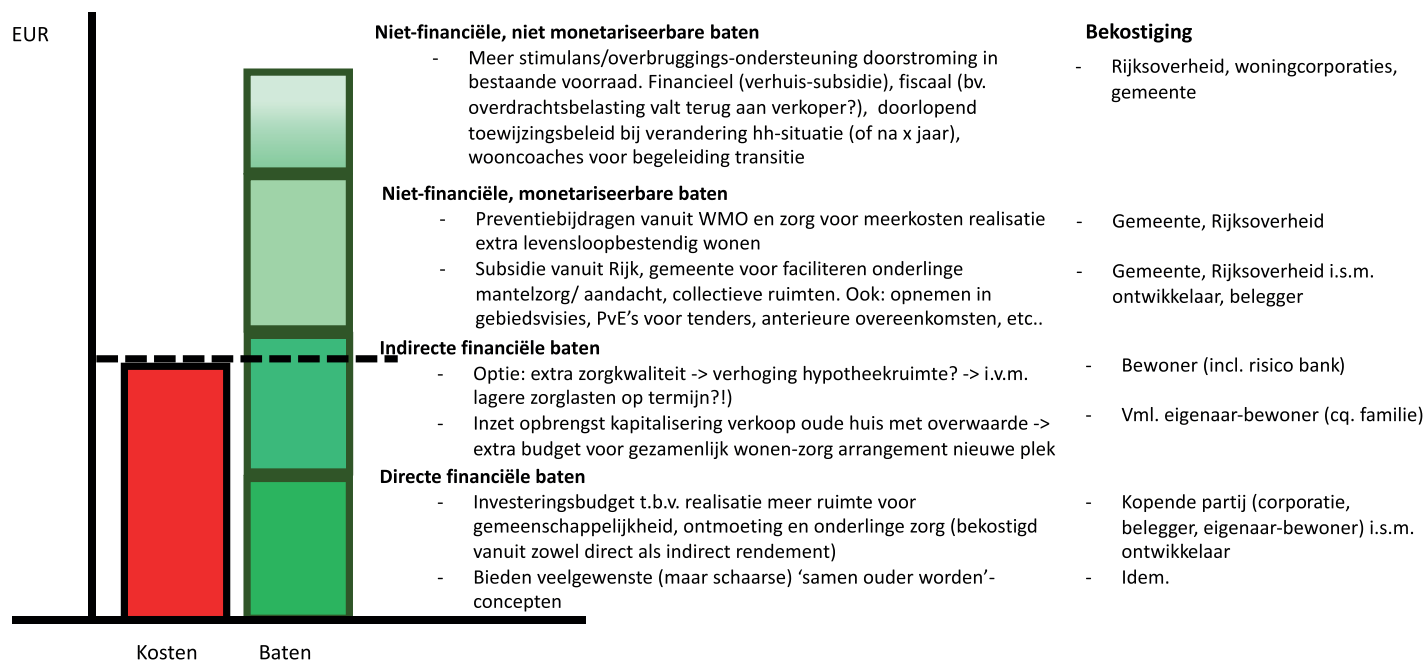 EUR
Niet-financiële, niet monetariseerbare baten
- Meer stimulans/overbruggings-ondersteuning doorstroming in
bestaande voorraad. Financieel (verhuis-subsidie), fiscaal (bv.
overdrachtsbelasting valt terug aan verkoper?), doorlopend
toewijzingsbeleid bij verandering hh-situatie (of na x jaar),
wooncoaches voor begeleiding transitie
Niet-financiële, monetariseerbare baten
- Preventiebijdragen vanuit WMO en zorg voor meerkosten realisatie
extra levensloopbestendig wonen
- Subsidie vanuit Rijk, gemeente voor faciliteren onderlinge
mantelzorg/ aandacht, collectieve ruimten. Ook: opnemen in
gebiedsvisies, PvE’s voor tenders, anterieure overeenkomsten, etc..
Indirecte financiële baten
- Optie: extra zorgkwaliteit -> verhoging hypotheekruimte? -> i.v.m.
lagere zorglasten op termijn?!)
- Inzet opbrengst kapitalisering verkoop oude huis met overwaarde ->
extra budget voor gezamenlijk wonen-zorg arrangement nieuwe plek
Directe financiële baten
- Investeringsbudget t.b.v. realisatie meer ruimte voor
gemeenschappelijkheid, ontmoeting en onderlinge zorg (bekostigd
vanuit zowel direct als indirect rendement)
- Bieden veelgewenste (maar schaarse) ‘samen ouder worden’-
concepten
Bekostiging
- Rijksoverheid, woningcorporaties,
gemeente
- Gemeente, Rijksoverheid
- Gemeente, Rijksoverheid i.s.m.
ontwikkelaar, belegger
- Bewoner (incl. risico bank)
- Vml. eigenaar-bewoner (cq. familie)
- Kopende partij (corporatie,
belegger, eigenaar-bewoner) i.s.m.
ontwikkelaar
- Idem.
Kosten
Baten